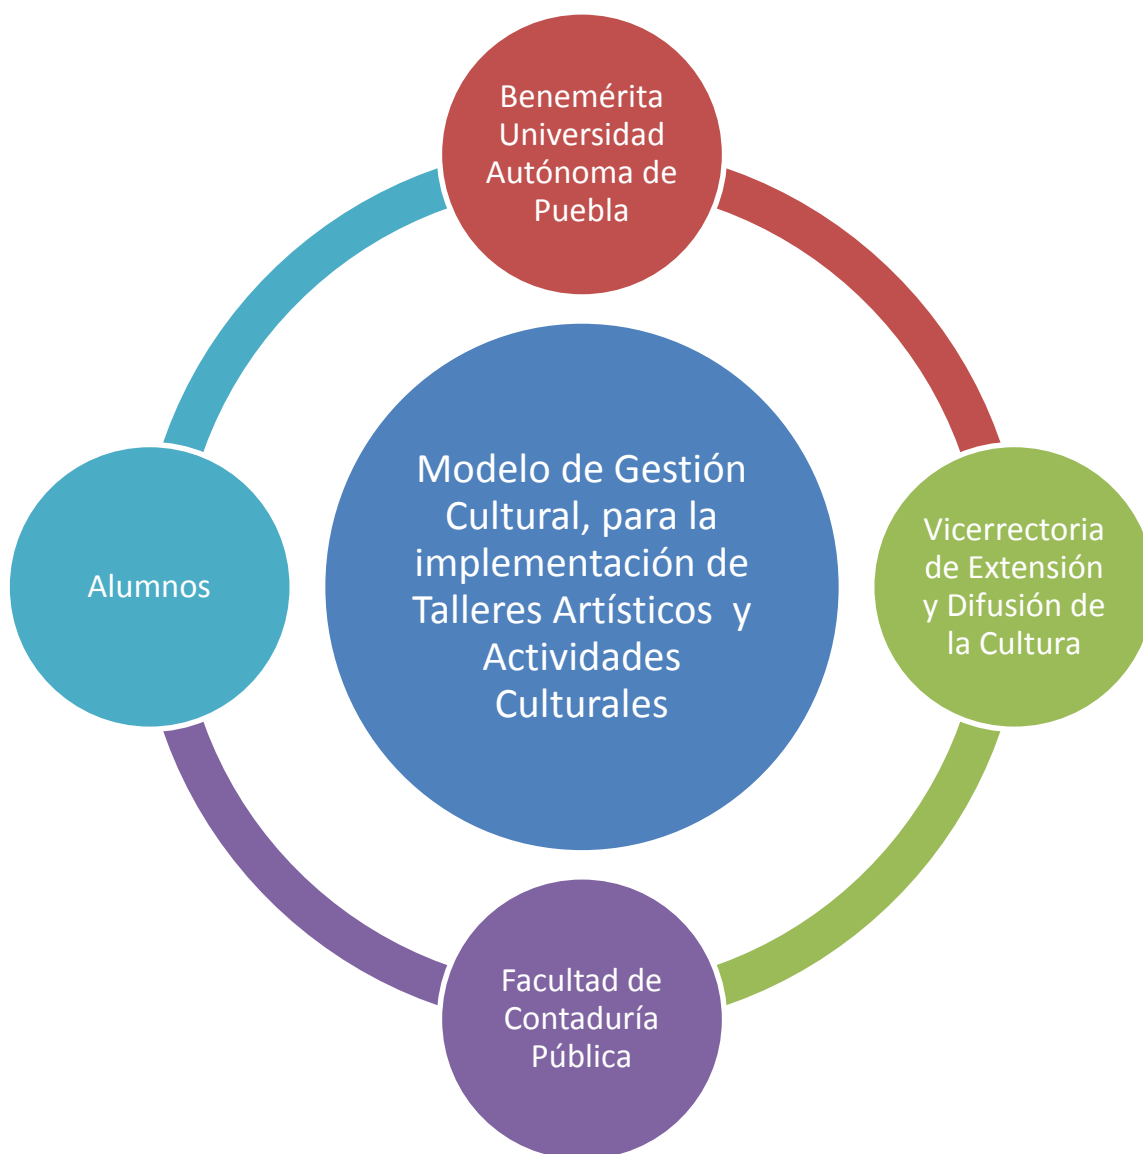 Benemérita
Universidad
Autónoma de
Puebla
Modelo de Gestión
Cultural, para la
implementación de
Talleres Artísticos  y
Actividades
Culturales
Vicerrectoria
de Extensión
y Difusión de
la Cultura
Alumnos
Facultad de
Contaduría
Pública